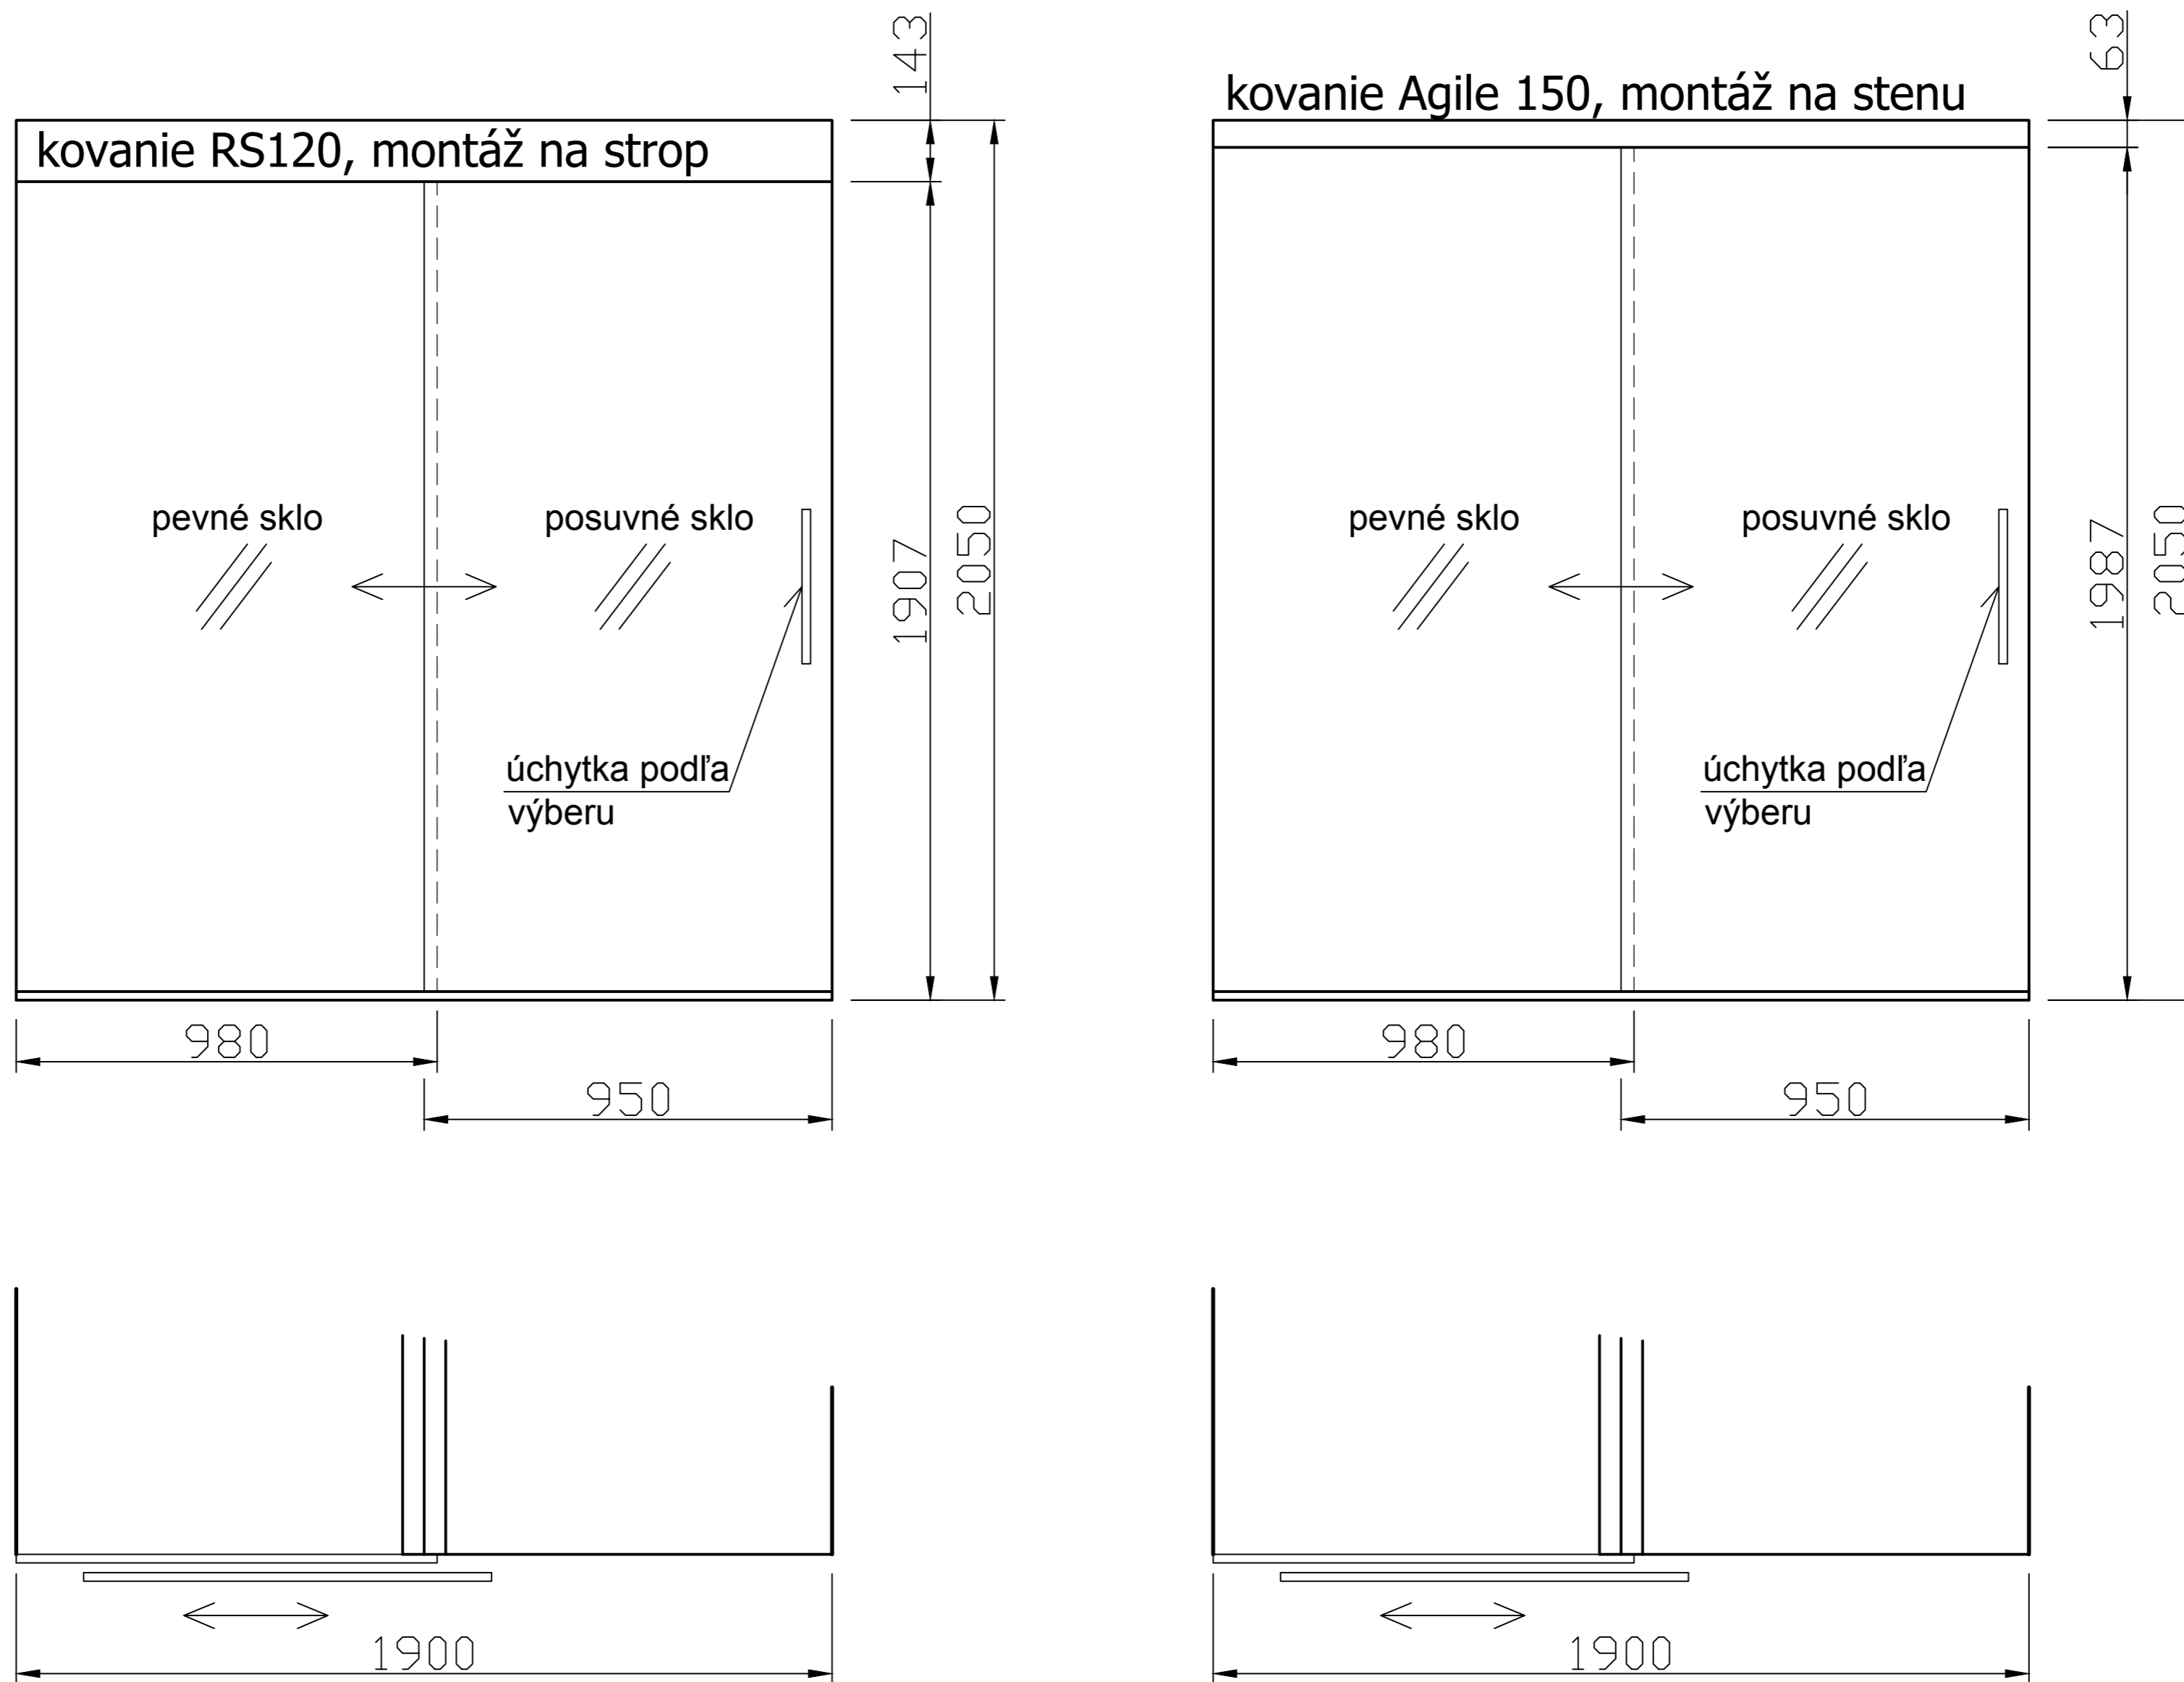 143
kovanie RS120, montáž na strop
pevné sklo
posuvné sklo
1907
2050
úchytka podľa
výberu
980
950
1900
63
kovanie Agile 150, montáž na stenu
pevné sklo
posuvné sklo
1987
2050
úchytka podľa
výberu
980
950
1900